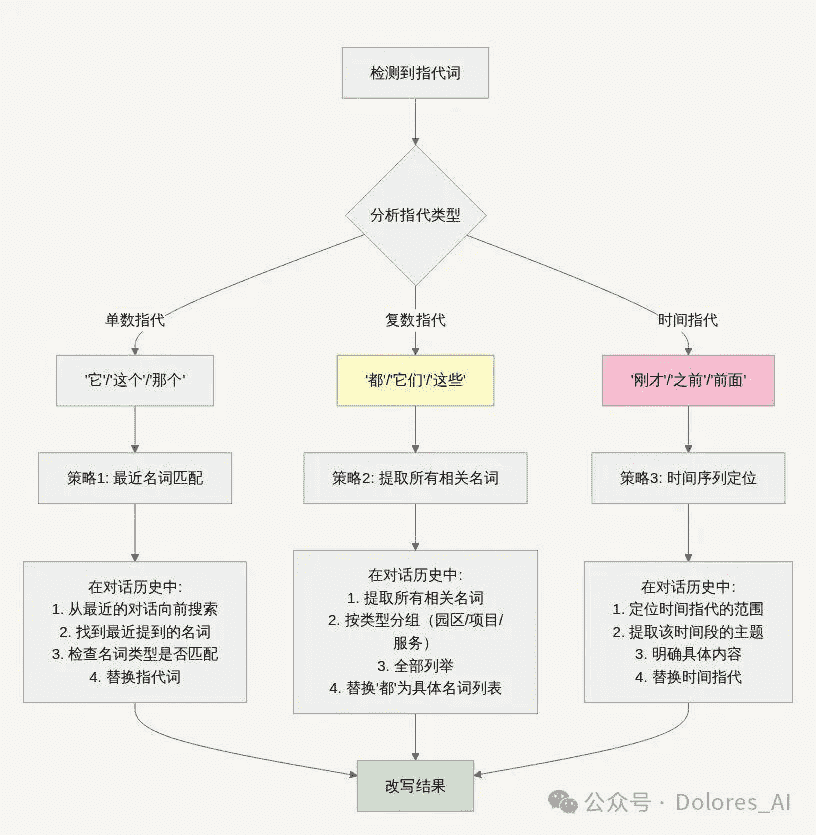 检测到指代词
分析指代类型
单数指代
复数指代
时间指代
'它'/'这个'/'那个'
'都'/'它们'/'这些'
'刚才'/'之前'/'前面'
策略1: 最近名词匹配
策略2: 提取所有相关名词
策略3: 时间序列定位
在对话历史中:
1. 从最近的对话向前搜索
2. 找到最近提到的名词
3. 检查名词类型是否匹配
4. 替换指代词
在对话历史中:
1. 提取所有相关名词
2. 按类型分组（园区/项目/
服务）
3. 全部列举
4. 替换'都'为具体名词列表
在对话历史中:
1. 定位时间指代的范围
2. 提取该时间段的主题
3. 明确具体内容
4. 替换时间指代
改写结果
公众号 · Dolores_AI